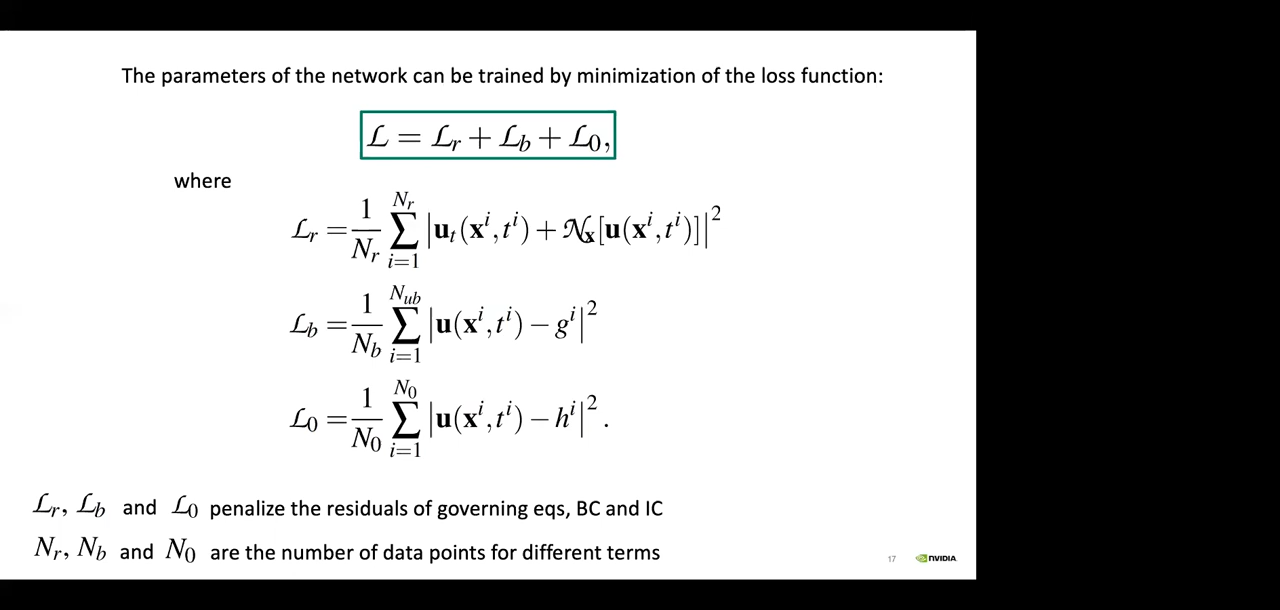 The parameters of the network can be trained by minimization of the loss function:
ℒ = ℒ_r + ℒ_b + ℒ_0,
where
ℒ_r = 1/N_r ∑_{i=1}^{N_r} |𝐮_t(𝐱^i, t^i) + 𝒩_𝐱[𝐮(𝐱^i, t^i)]|^2
ℒ_b = 1/N_b ∑_{i=1}^{N_ub} |𝐮(𝐱^i, t^i) − g^i|^2
ℒ_0 = 1/N_0 ∑_{i=1}^{N_0} |𝐮(𝐱^i, t^i) − h^i|^2.
ℒ_r, ℒ_b and ℒ_0 penalize the residuals of governing eqs, BC and IC
N_r, N_b and N_0 are the number of data points for different terms
17 NVIDIA